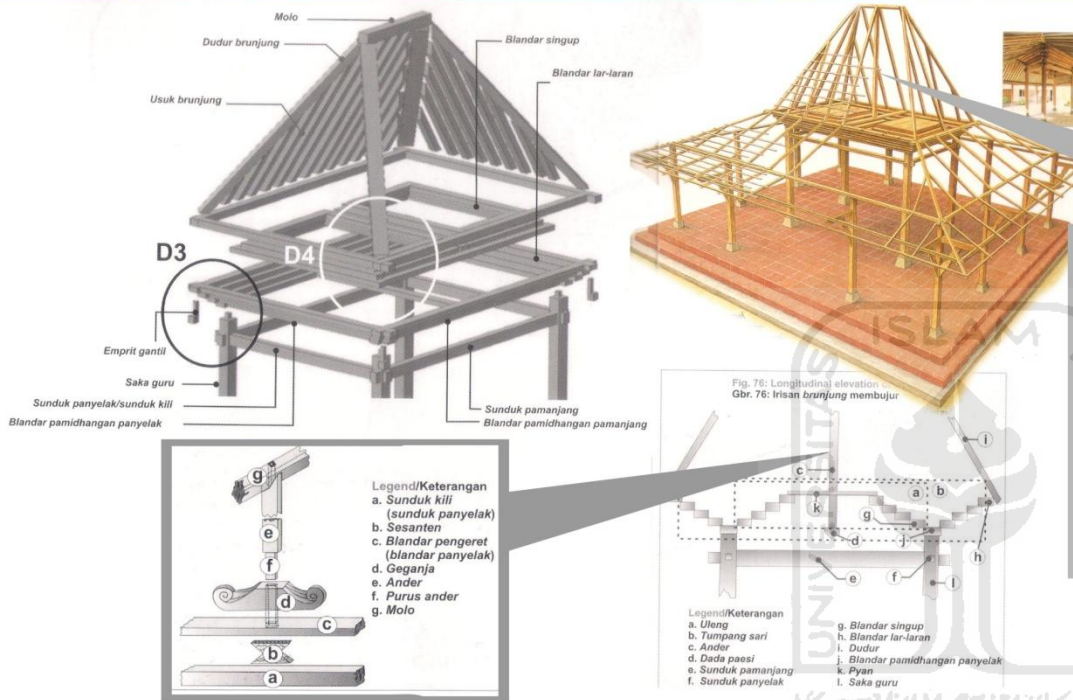 Molo
Dudur brunjung
Usuk brunjung
Blandar singup
Blandar lar-laran
D3
D4
Emprit gantil
Saka guru
Sunduk panyelak/sunduk kili
Blandar pamidhangan panyelak
Sunduk pamanjang
Blandar pamidhangan pamanjang
g
e
f
d
c
b
a
Legend/Keterangan
a. Sunduk kili
(sunduk panyelak)
b. Sesanten
c. Blandar pengeret
(blandar panyelak)
d. Geganja
e. Ander
f. Purus ander
g. Molo
Fig. 76: Longitudinal elevation
Gbr. 76: Irisan brunjung membujur
i
c
a
b
k
g
j
d
h
e
f
l
Legend/Keterangan
a. Uleng
b. Tumpang sari
c. Ander
d. Dada paesi
e. Sunduk pamanjang
f. Sunduk panyelak
g. Blandar singup
h. Blandar lar-laran
i. Dudur
j. Blandar pamidhangan panyelak
k. Pyan
l. Saka guru
ISLAM
UNIVERSITAS